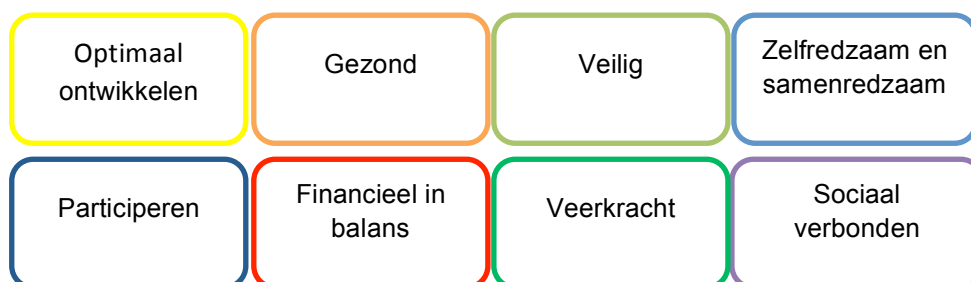 Optimaal
ontwikkelen
Gezond
Veilig
Zelfredzaam en
samenredzaam
Participeren
Financieel in
balans
Veerkracht
Sociaal
verbonden